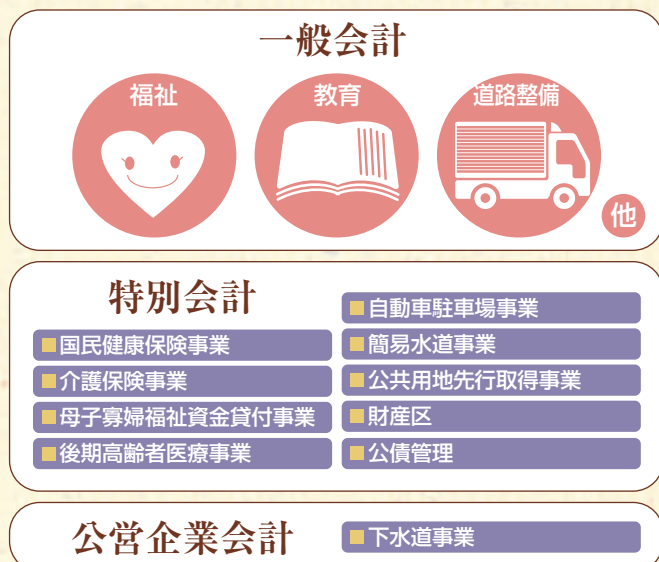 一般会計
福祉
教育
道路整備
他
特別会計
国民健康保険事業
介護保険事業
母子寡婦福祉資金貸付事業
後期高齢者医療事業
自動車駐車場事業
簡易水道事業
公共用地先行取得事業
財産区
公債管理
公営企業会計
下水道事業